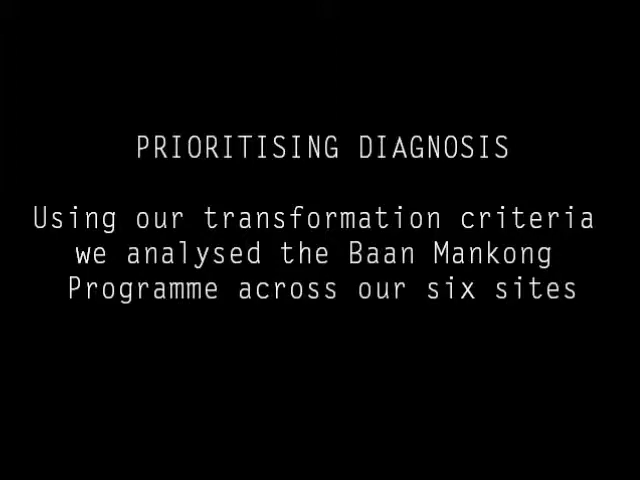 PRIORITISING DIAGNOSIS
Using our transformation criteria
we analysed the Baan Mankong
Programme across our six sites